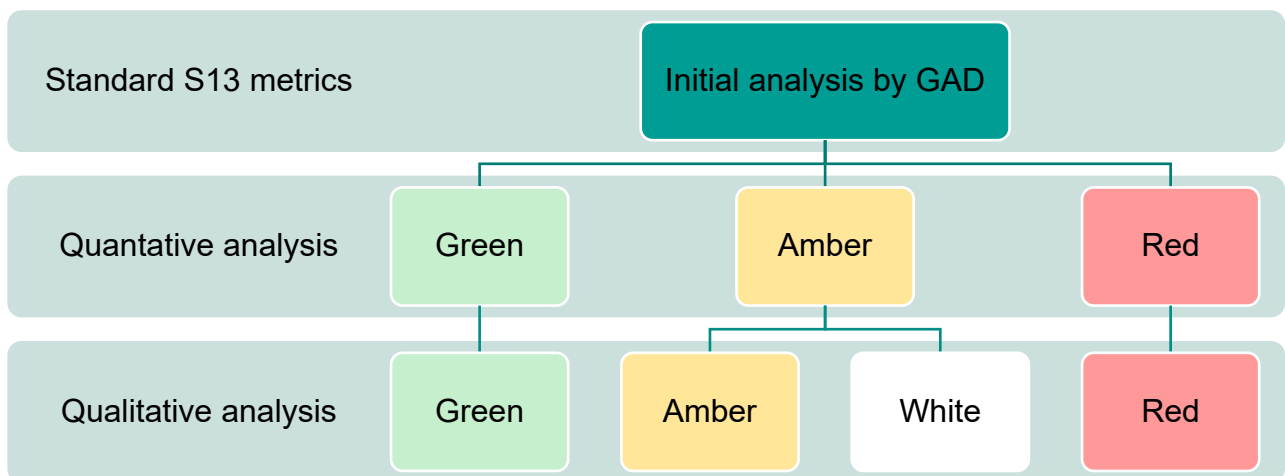 Standard S13 metrics
Initial analysis by GAD
Quantative analysis
Green
Amber
Red
Qualitative analysis
Green
Amber
White
Red